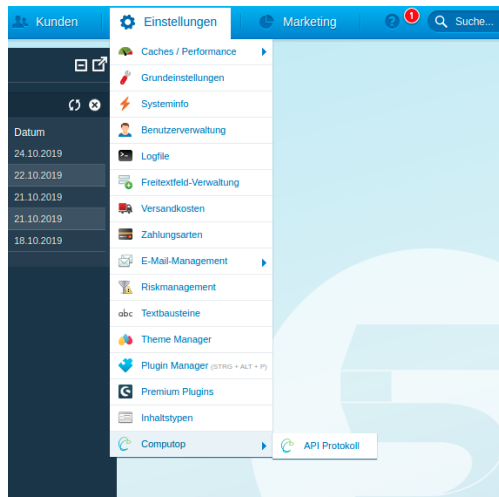 Kunden
Einstellungen
Marketing
1
Suche...
Datum
24.10.2019
22.10.2019
21.10.2019
21.10.2019
18.10.2019
Caches / Performance
Grundeinstellungen
Systeminfo
Benutzerverwaltung
Logfile
Freitextfeld-Verwaltung
Versandkosten
Zahlungsarten
E-Mail-Management
Riskmanagement
abc Textbausteine
Theme Manager
Plugin Manager (STRG + ALT + P)
Premium Plugins
Inhaltstypen
Computop
API Protokoll